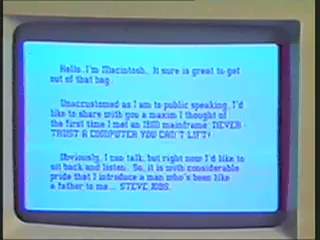 Hello, I'm Macintosh. It sure is great to get
out of that bag
Unaccustomed as I am to public speaking, I'd
like to share with you a maxim I thought of
the first time I met an IBM mainframe: NEVER
TRUST A COMPUTER YOU CAN'T LIFT!
Obviously, I can talk, but right now I'd like to
sit back and listen. So, it is with considerable
pride that I introduce a man who's been like
a father to me... STEVE JOBS.